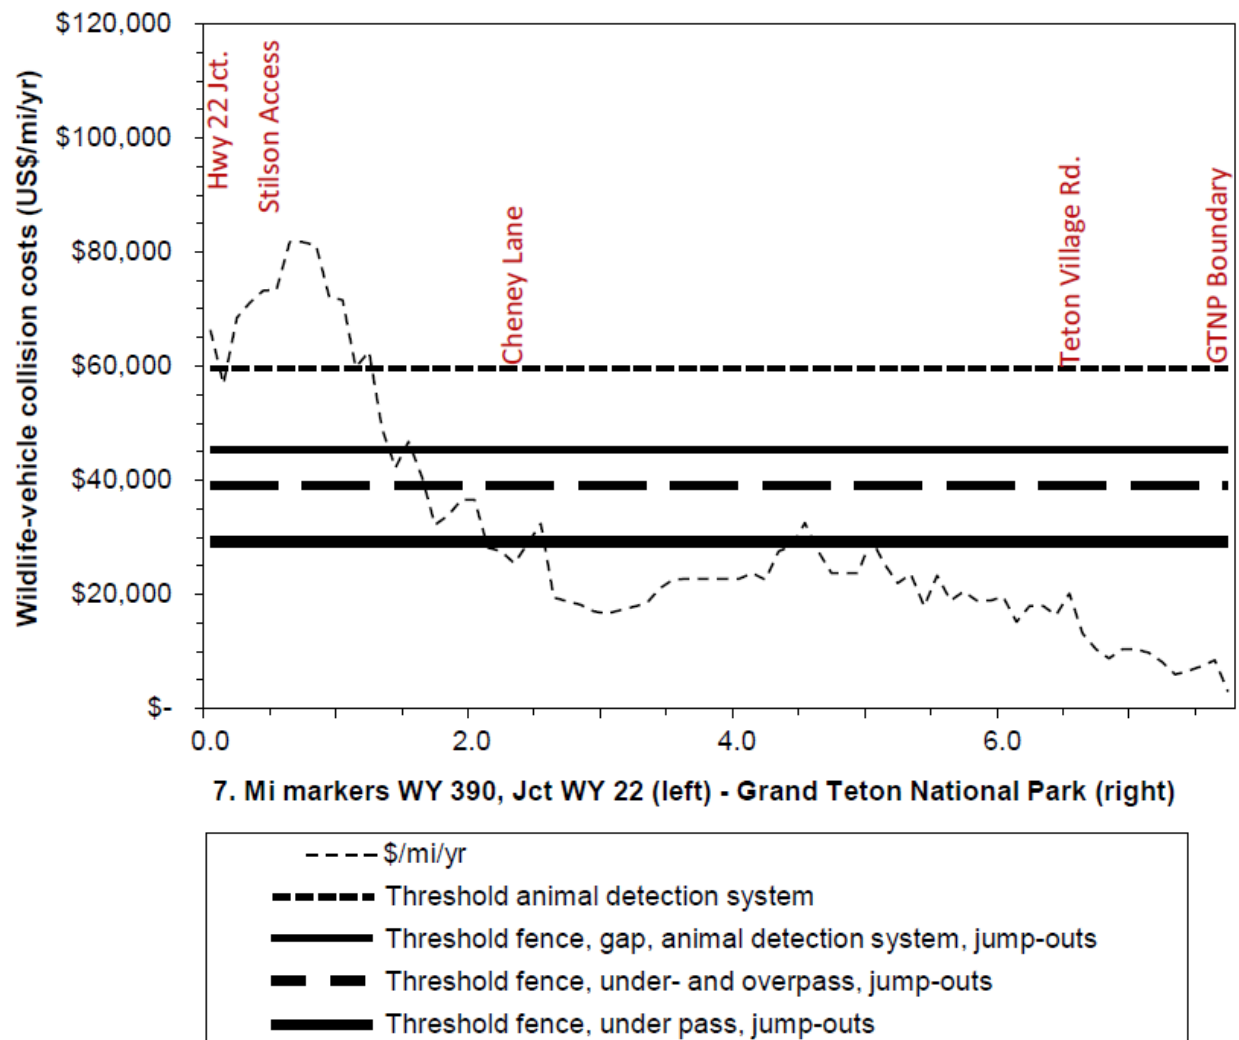 $120,000
$100,000
$80,000
$60,000
$40,000
$20,000
$-
Wildlife-vehicle collision costs (US$/mi/yr)
Hwy 22 Jct.
Stilson Access
Cheney Lane
Teton Village Rd.
GTNP Boundary
0.0 2.0 4.0 6.0
7. Mi markers WY 390, Jct WY 22 (left) - Grand Teton National Park (right)
$/mi/yr
Threshold animal detection system
Threshold fence, gap, animal detection system, jump-outs
Threshold fence, under- and overpass, jump-outs
Threshold fence, under pass, jump-outs